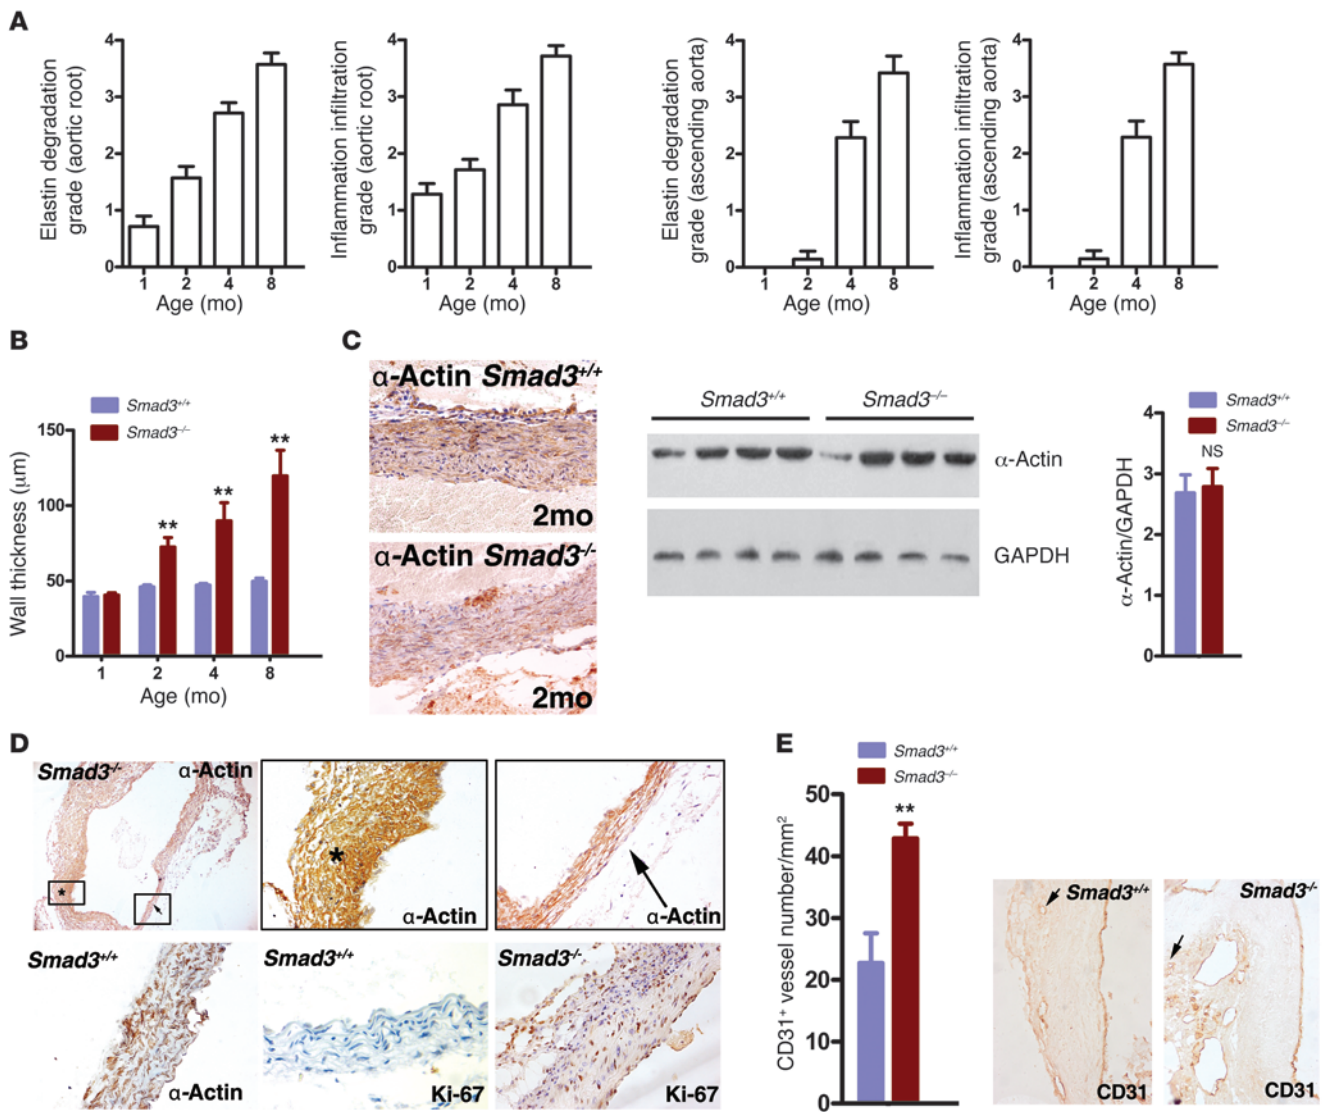 A
Elastin degradation
grade (aortic root)
4
3
2
1
0
1 2 4 8
Age (mo)
Inflammation infiltration
grade (aortic root)
4
3
2
1
0
1 2 4 8
Age (mo)
Elastin degradation
grade (ascending aorta)
4
3
2
1
0
1 2 4 8
Age (mo)
Inflammation infiltration
grade (ascending aorta)
4
3
2
1
0
1 2 4 8
Age (mo)
B
Smad3+/+
Smad3–/–
Wall thickness (µm)
150
100
50
0
**
**
**
1 2 4 8
Age (mo)
C
α-Actin Smad3+/+
2mo
α-Actin Smad3-/-
2mo
Smad3+/+ Smad3–/–
α-Actin
GAPDH
Smad3+/+
Smad3–/–
NS
α-Actin/GAPDH
4
3
2
1
0
D
Smad3-/- α-Actin
*
*
α-Actin
α-Actin
Smad3+/+
α-Actin
Smad3+/+
Ki-67
Smad3-/-
Ki-67
E
Smad3+/+
Smad3–/–
CD31+ vessel number/mm2
50
40
30
20
10
0
**
Smad3+/+
CD31
Smad3-/-
CD31